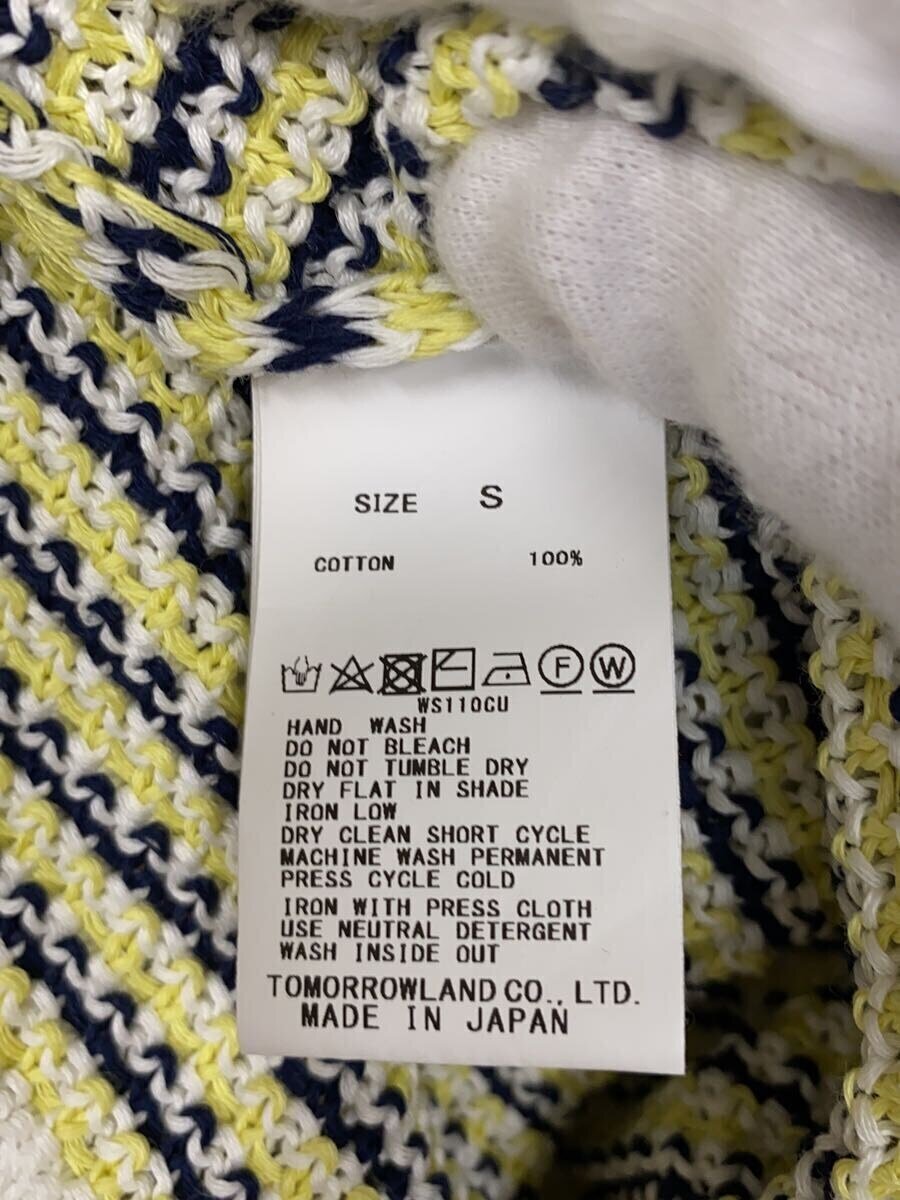 SIZE S
COTTON 100%
F W
WS110CU
HAND WASH
DO NOT BLEACH
DO NOT TUMBLE DRY
DRY FLAT IN SHADE
IRON LOW
DRY CLEAN SHORT CYCLE
MACHINE WASH PERMANENT
PRESS CYCLE COLD
IRON WITH PRESS CLOTH
USE NEUTRAL DETERGENT
WASH INSIDE OUT
TOMORROWLAND CO., LTD.
MADE IN JAPAN